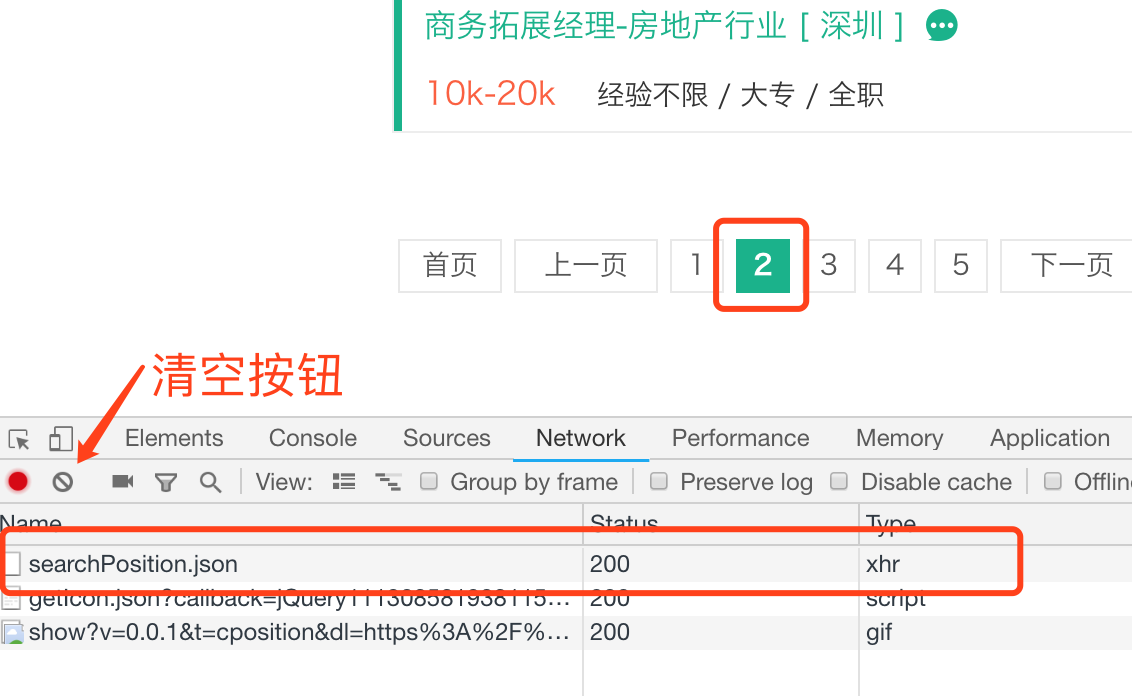 商务拓展经理-房地产行业 [ 深圳 ]
10k-20k 经验不限 / 大专 / 全职
首页 上一页 1 2 3 4 5 下一页
清空按钮
Elements Console Sources Network Performance Memory Application
View: Group by frame Preserve log Disable cache Offlin
Name Status Type
searchPosition.json 200 xhr
getIcon.json?callback=jQuery111308581938115… 200 script
show?v=0.0.1&t=cposition&dl=https%3A%2F%… 200 gif